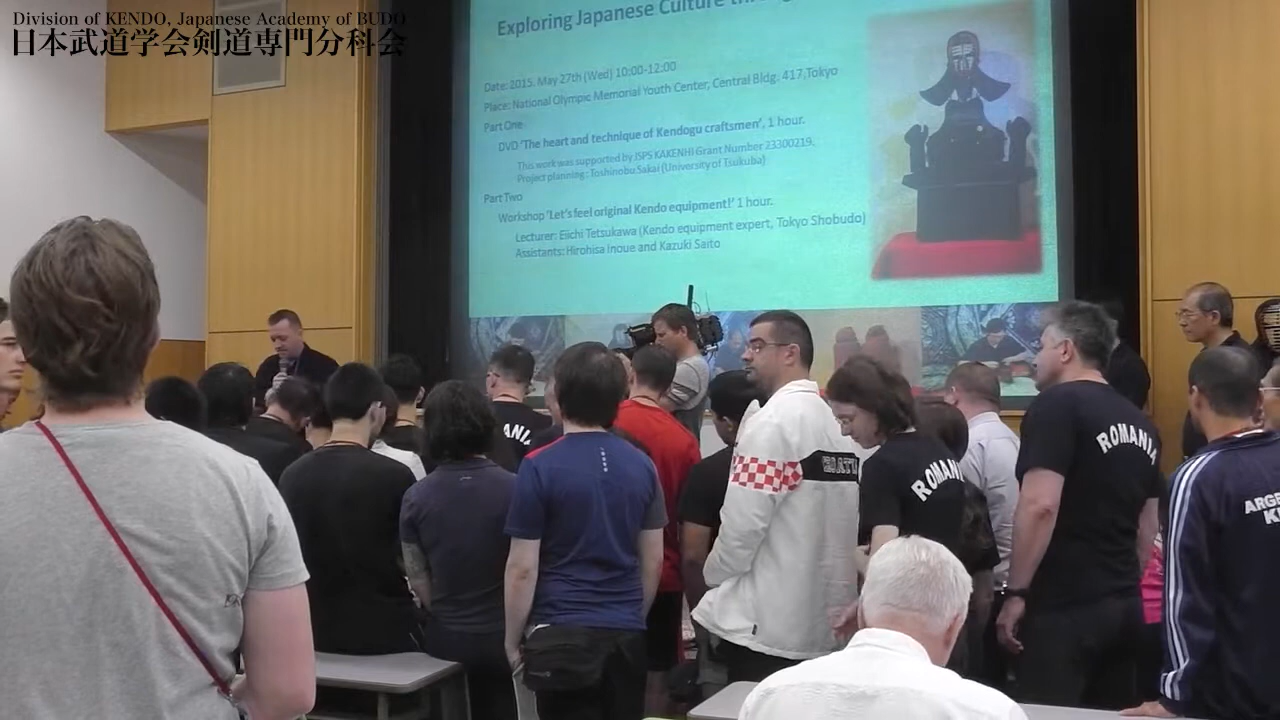 Division of KENDO, Japanese Academy of BUDO
日本武道学会剣道専門分科会
Exploring Japanese Culture
Date: 2015. May 27th (Wed) 10:00-12:00
Place: National Olympic Memorial Youth Center, Central Bldg. 417,Tokyo
Part One
DVD 'The heart and technique of Kendogu craftsmen', 1 hour.
This work was supported by JSPS KAKENHI Grant Number 23300219.
Project planning : Toshinobu Sakai (University of Tsukuba)
Part Two
Workshop 'Let's feel original Kendo equipment!' 1 hour.
Lecturer: Eiichi Tetsukawa (Kendo equipment expert, Tokyo Shobudo)
Assistants: Hirohisa Inoue and Kazuki Saito
ROMANIA